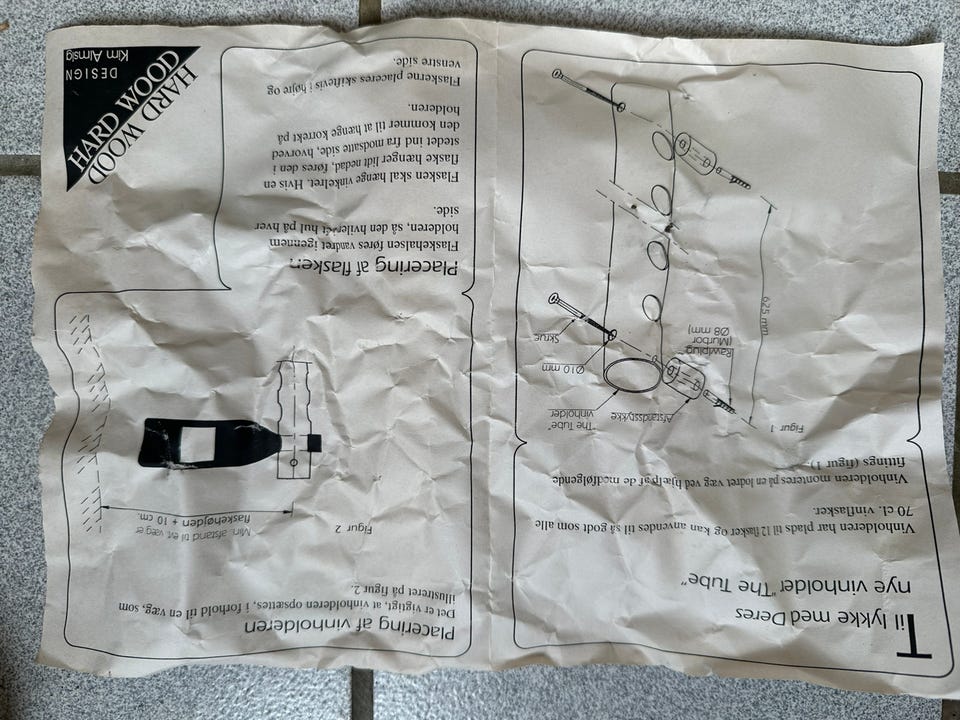 Til lykke med Deres
nye vinholder "The Tube"
Vinholderen har plads til 12 flasker og kan anvendes til så godt som alle
70 cl. vinflasker.
Vinholderen monteres på en lodret væg ved hjælp af de medfølgende
fittings (figur 1).
Figur 1
Afstandsstykke
"The Tube"
vinholder
Ø10 mm
Skrue
Rawlplug
(Murbor
Ø8 mm)
625 mm
Placering af vinholderen
Det er vigtigt, at vinholderen opsættes, i forhold til en væg, som
illustreret på figur 2.
Figur 2
Min. afstand til evt væg er
flaskehøjden + 10 cm.
Placering af flasken
Flaskehalsen føres vandret igennem
holderen, så den hviler et hul på hver
side.
Flasken skal hænge vinkelret. Hvis en
flaske hænger lidt nedad, føres den i
stedet ind fra modsatte side, hvorved
den kommer til at hænge korrekt på
holderen.
Flaskerne placeres skiftevis i højre og
venstre side.
HARD WOOD
HARD WOOD
DESIGN
Kim Almsig